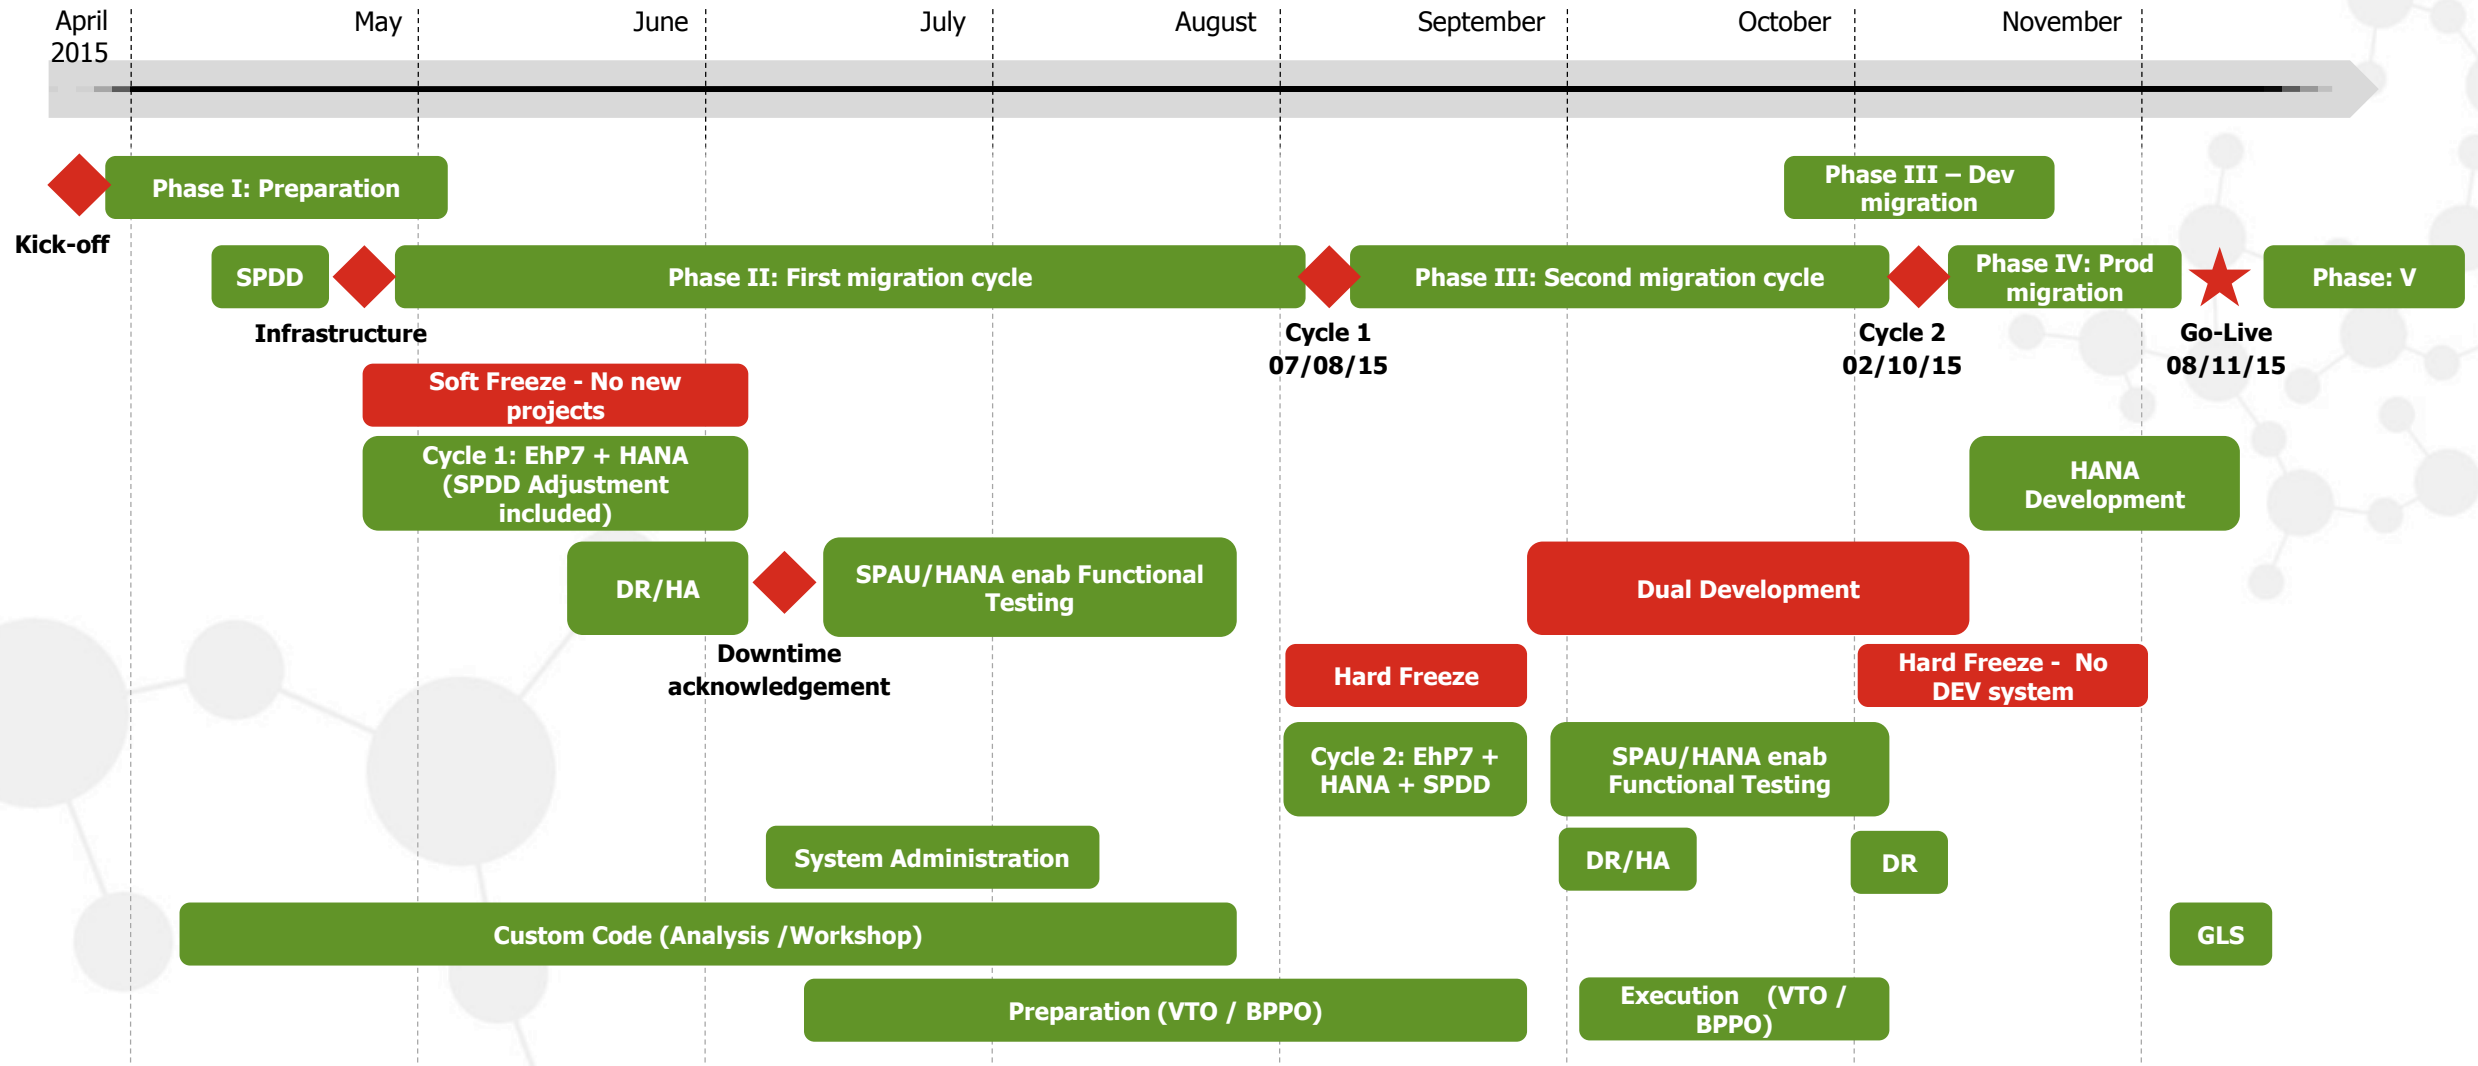 April
2015
May
June
July
August
September
October
November
Phase I: Preparation
Phase III – Dev
migration
Kick-off
SPDD
Phase II: First migration cycle
Phase III: Second migration cycle
Phase IV: Prod
migration
Phase: V
Infrastructure
Cycle 1
07/08/15
Cycle 2
02/10/15
Go-Live
08/11/15
Soft Freeze - No new
projects
Cycle 1: EhP7 + HANA
(SPDD Adjustment
included)
HANA
Development
DR/HA
SPAU/HANA enab Functional
Testing
Dual Development
Downtime
acknowledgement
Hard Freeze
Hard Freeze -  No
DEV system
Cycle 2: EhP7 +
HANA + SPDD
SPAU/HANA enab
Functional Testing
System Administration
DR/HA
DR
Custom Code (Analysis /Workshop)
GLS
Preparation (VTO / BPPO)
Execution    (VTO /
BPPO)